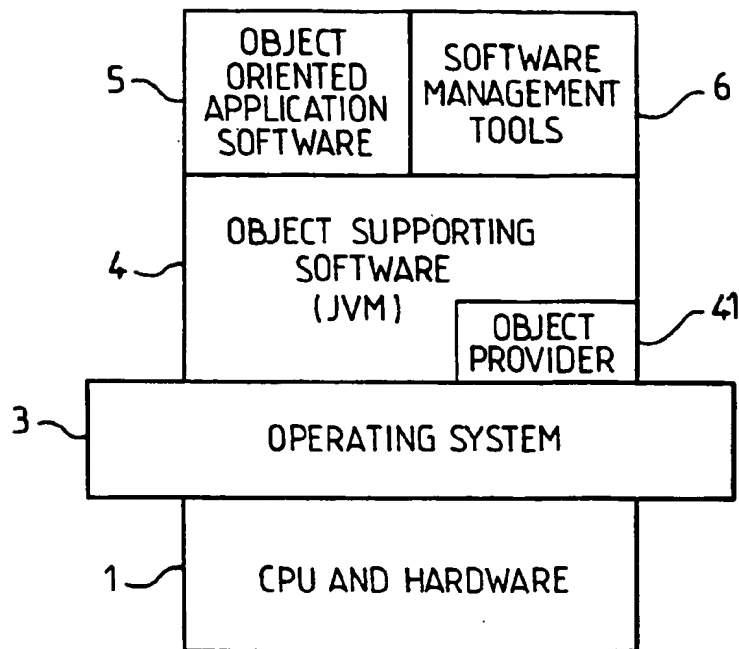 OBJECT
ORIENTED
APPLICATION
SOFTWARE
5
SOFTWARE
MANAGEMENT
TOOLS
6
OBJECT SUPPORTING
SOFTWARE
(JVM)
4
OBJECT
PROVIDER
41
OPERATING SYSTEM
3
CPU AND HARDWARE
1